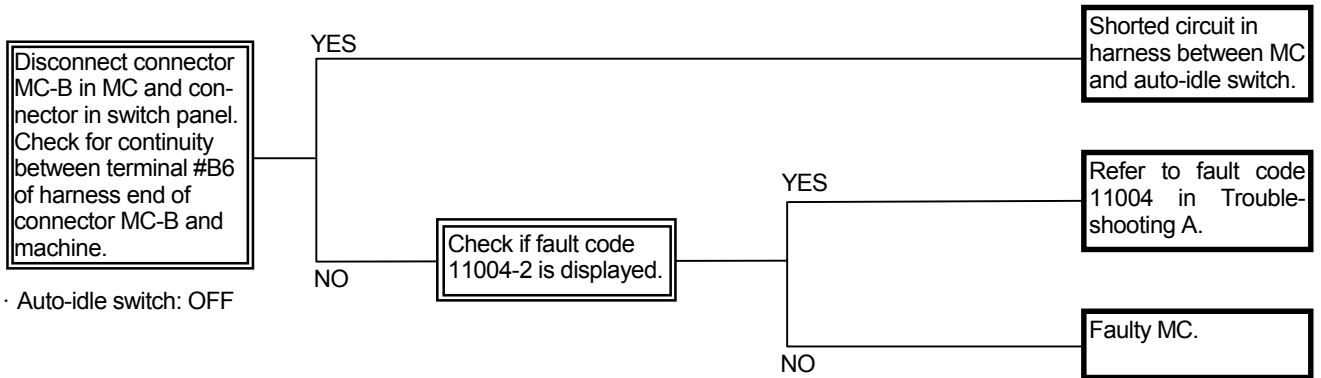 Disconnect connector
MC-B in MC and con-
nector in switch panel.
Check for continuity
between terminal #B6
of harness end of
connector MC-B and
machine.
· Auto-idle switch: OFF
YES
NO
Shorted circuit in
harness between MC
and auto-idle switch.
Check if fault code
11004-2 is displayed.
YES
NO
Refer to fault code
11004 in Trouble-
shooting A.
Faulty MC.